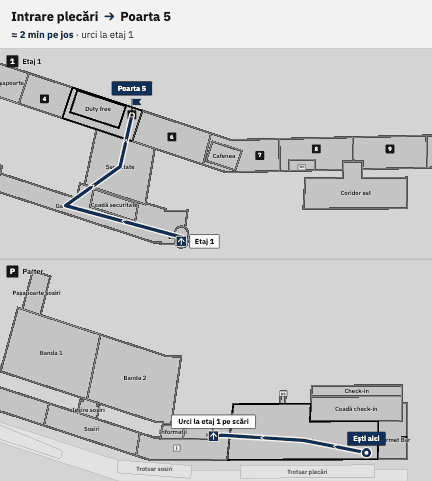 Intrare plecări → Poarta 5
≈ 2 min pe jos · urci la etaj 1
1 Etaj 1
Poarta 5
4
Duty free
6
Cafenea
7
8
9
Coridor est
Coadă securitate
Etaj 1
P Parter
Pașapoarte sosiri
Banda 1
Banda 2
Sosiri
Informații
Urci la etaj 1 pe scări
Check-in
Coadă check-in
Ești aici
Trotuar sosiri
Trotuar plecări